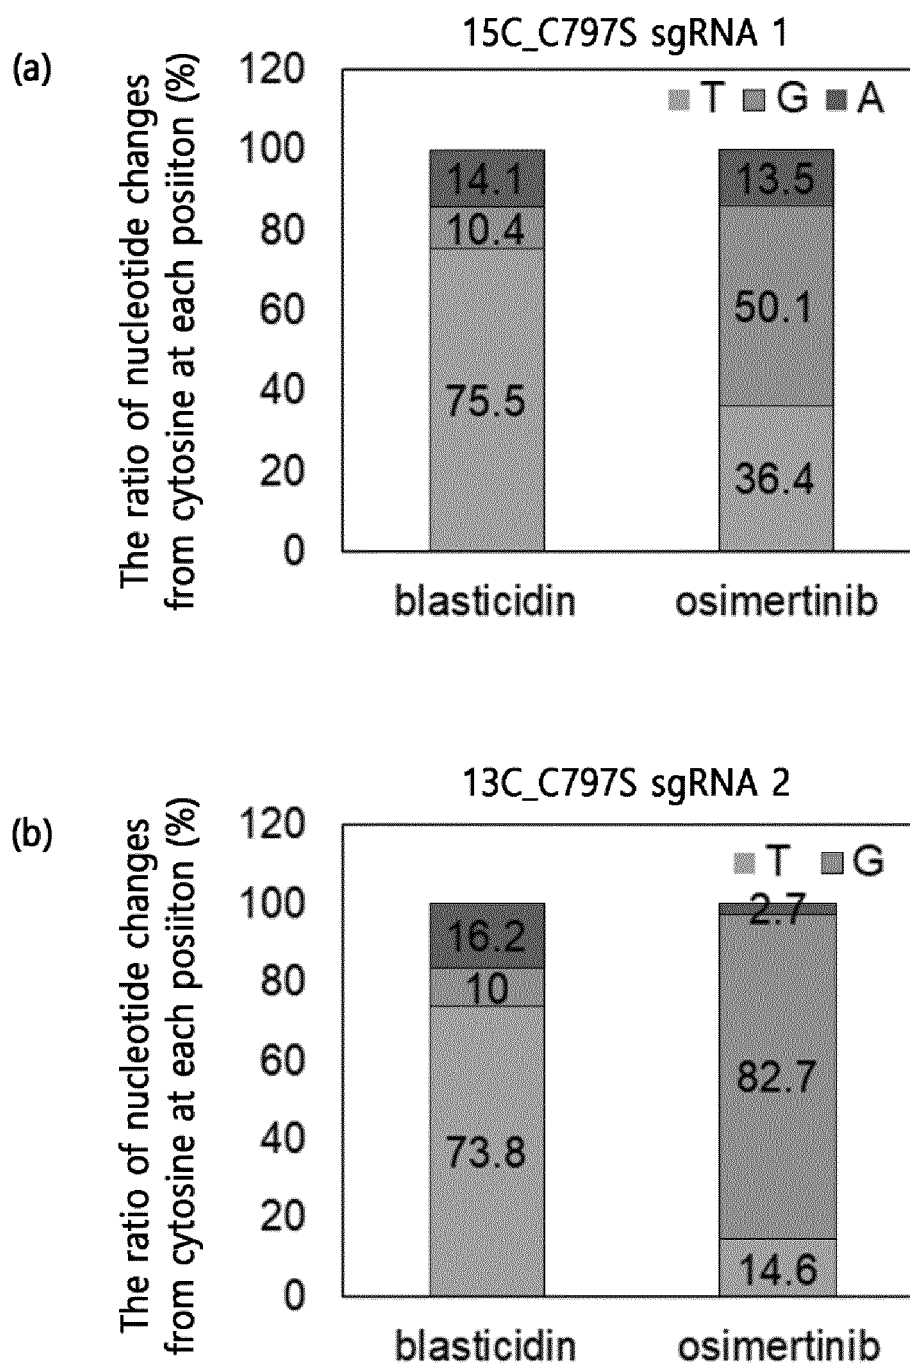 (a)
15C_C797S sgRNA 1
The ratio of nucleotide changes
from cytosine at each posiiton (%)
120
100
80
60
40
20
0
T G A
14.1
10.4
75.5
13.5
50.1
36.4
blasticidin osimertinib
(b)
13C_C797S sgRNA 2
The ratio of nucleotide changes
from cytosine at each posiiton (%)
120
100
80
60
40
20
0
T G
16.2
10
73.8
2.7
82.7
14.6
blasticidin osimertinib